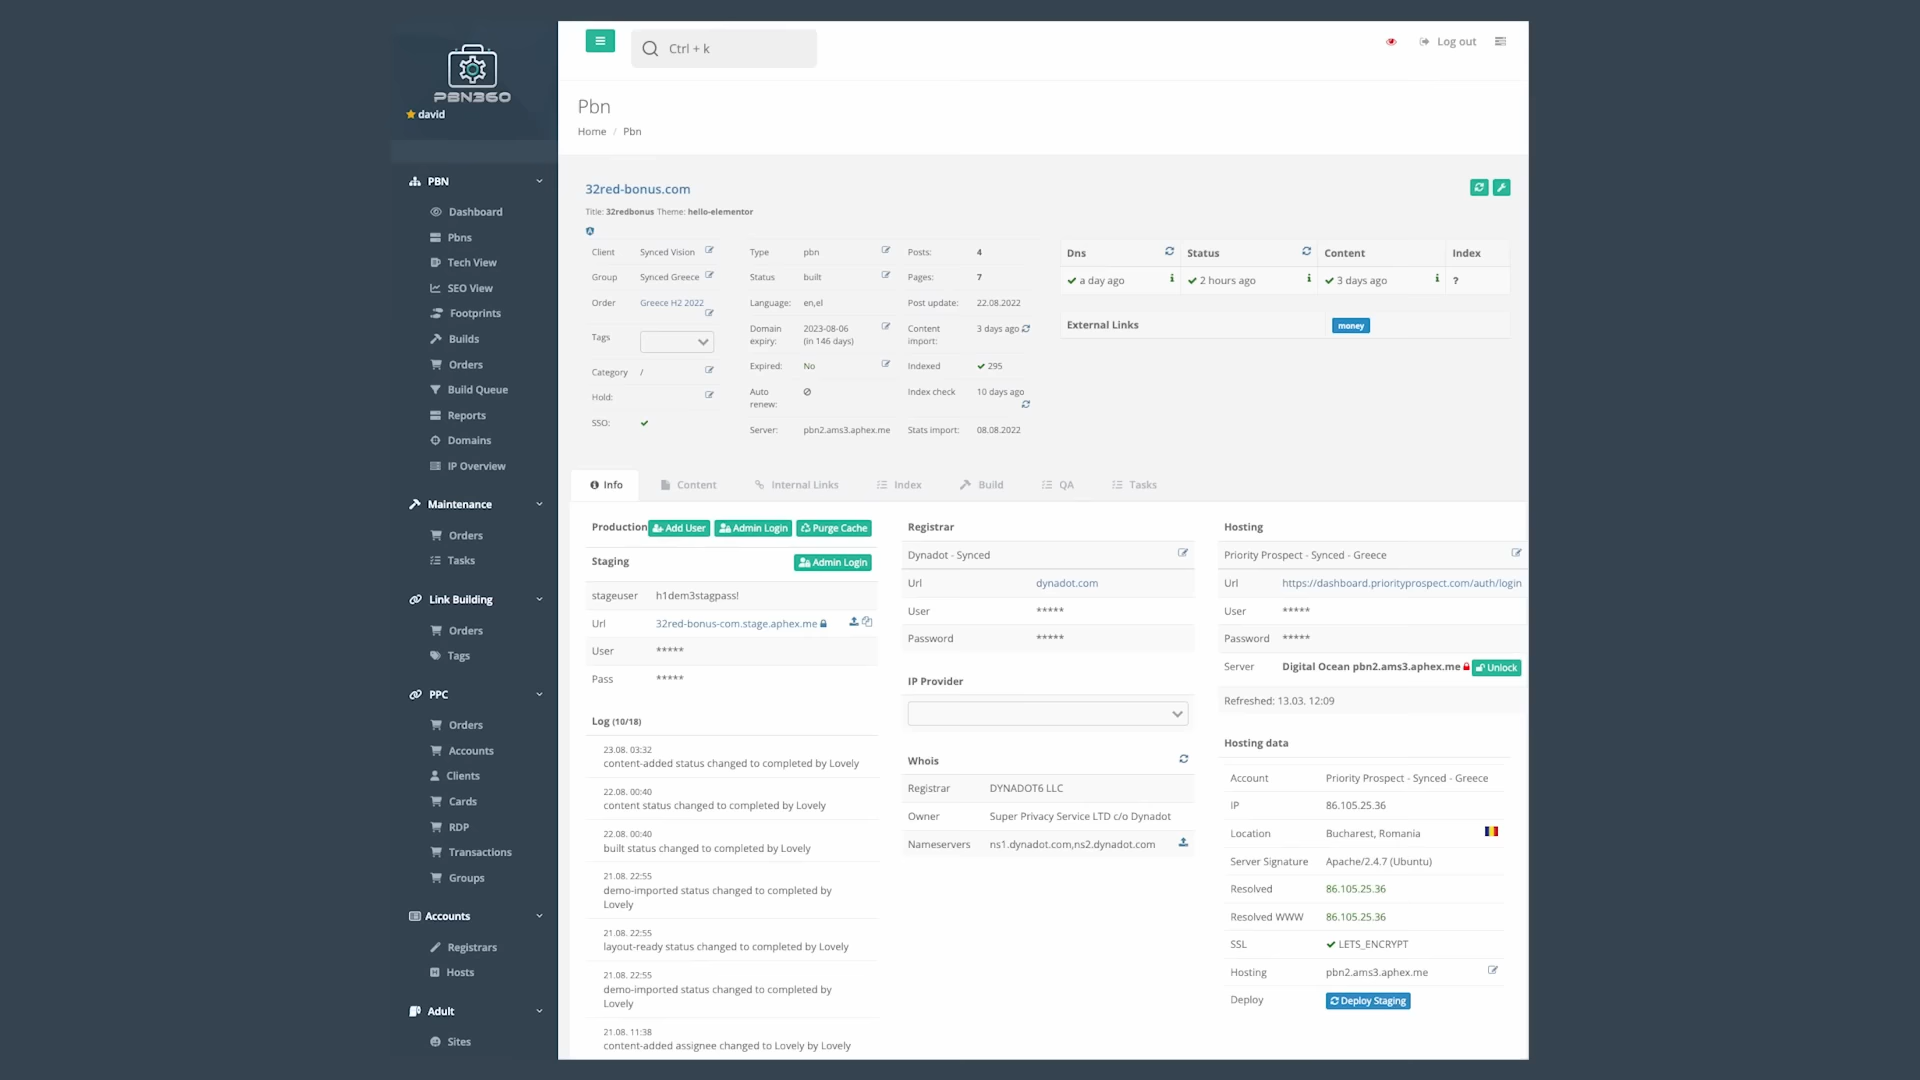 PBN360
david
PBN
Dashboard
Pbns
Tech View
SEO View
Footprints
Builds
Orders
Build Queue
Reports
Domains
IP Overview
Maintenance
Orders
Tasks
Link Building
Orders
Tags
PPC
Orders
Accounts
Clients
Cards
RDP
Transactions
Groups
Accounts
Registrars
Hosts
Adult
Sites
Ctrl + k
Log out
Pbn
Home / Pbn
32red-bonus.com
Title: 32redbonus Theme: hello-elementor
Client Synced Vision
Group Synced Greece
Order Greece H2 2022
Tags
Category /
Hold:
SSO:
Type pbn
Status built
Language: en,el
Domain expiry: 2023-08-06 (in 146 days)
Expired: No
Auto renew:
Server: pbn2.ams3.aphex.me
Posts: 4
Pages: 7
Post update: 22.08.2022
Content import: 3 days ago
Indexed 295
Index check 10 days ago
Stats import: 08.08.2022
Dns Status Content Index
a day ago 2 hours ago 3 days ago ?
External Links money
Info Content Internal Links Index Build QA Tasks
Production Add User Admin Login Purge Cache
Staging Admin Login
stageuser h1dem3stagpass!
Url 32red-bonus-com.stage.aphex.me
User *****
Pass *****
Log (10/18)
23.08. 03:32
content-added status changed to completed by Lovely
22.08. 00:40
content status changed to completed by Lovely
22.08. 00:40
built status changed to completed by Lovely
21.08. 22:55
demo-imported status changed to completed by
Lovely
21.08. 22:55
layout-ready status changed to completed by Lovely
21.08. 22:55
demo-imported status changed to completed by
Lovely
21.08. 11:38
content-added assignee changed to Lovely by Lovely
Registrar
Dynadot - Synced
Url dynadot.com
User *****
Password *****
IP Provider
Whois
Registrar DYNADOT6 LLC
Owner Super Privacy Service LTD c/o Dynadot
Nameservers ns1.dynadot.com,ns2.dynadot.com
Hosting
Priority Prospect - Synced - Greece
Url https://dashboard.priorityprospect.com/auth/login
User *****
Password *****
Server Digital Ocean pbn2.ams3.aphex.me Unlock
Refreshed: 13.03. 12:09
Hosting data
Account Priority Prospect - Synced - Greece
IP 86.105.25.36
Location Bucharest, Romania
Server Signature Apache/2.4.7 (Ubuntu)
Resolved 86.105.25.36
Resolved WWW 86.105.25.36
SSL LETS_ENCRYPT
Hosting pbn2.ams3.aphex.me
Deploy Deploy Staging